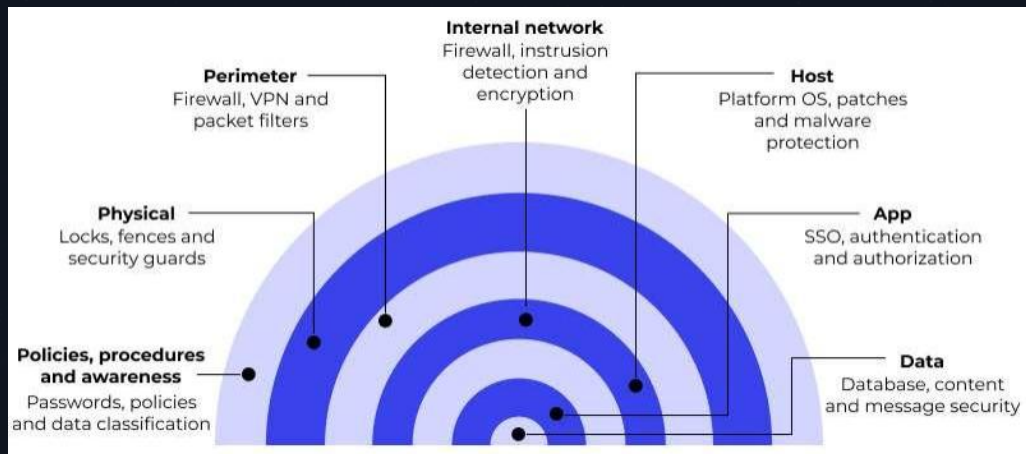 Internal network
Firewall, instrusion
detection and
encryption
Perimeter
Firewall, VPN and
packet filters
Host
Platform OS, patches
and malware
protection
Physical
Locks, fences and
security guards
App
SSO, authentication
and authorization
Policies, procedures
and awareness
Passwords, policies
and data classification
Data
Database, content
and message security